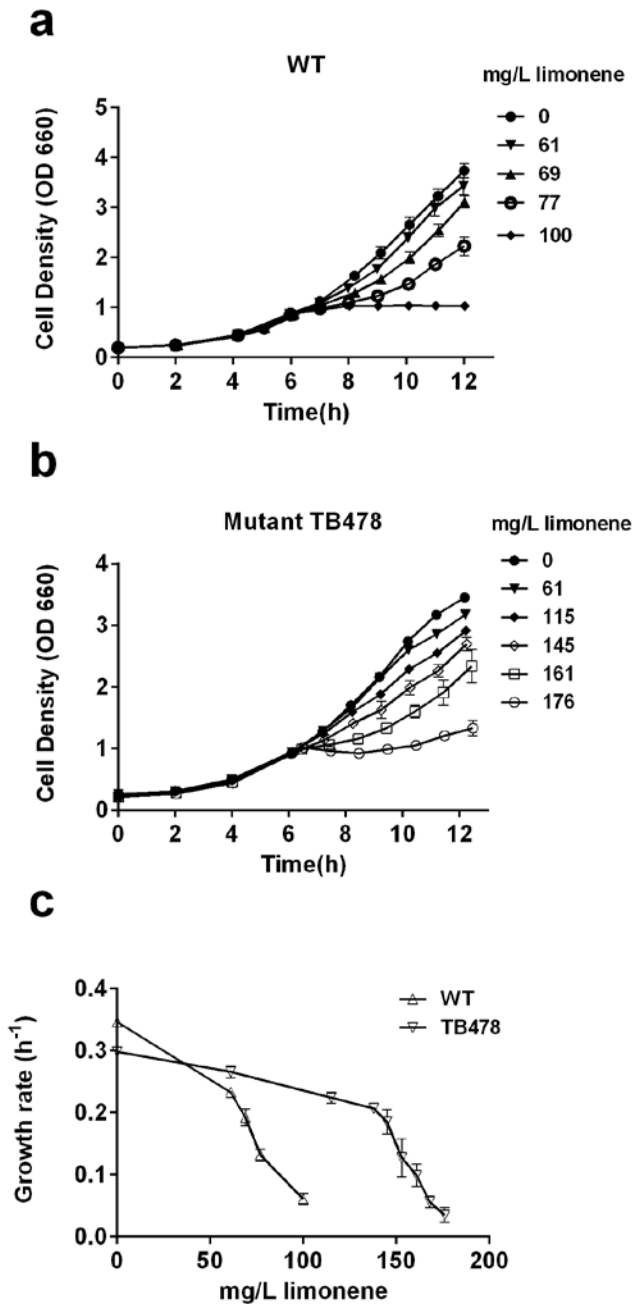 a
WT
mg/L limonene
0
61
69
77
100
5
4
3
2
1
0
Cell Density (OD 660)
0 2 4 6 8 10 12
Time(h)
b
Mutant TB478
mg/L limonene
0
61
115
145
161
176
4
3
2
1
0
Cell Density (OD 660)
0 2 4 6 8 10 12
Time(h)
c
WT
TB478
0.4
0.3
0.2
0.1
0.0
Growth rate (h-1)
0 50 100 150 200
mg/L limonene